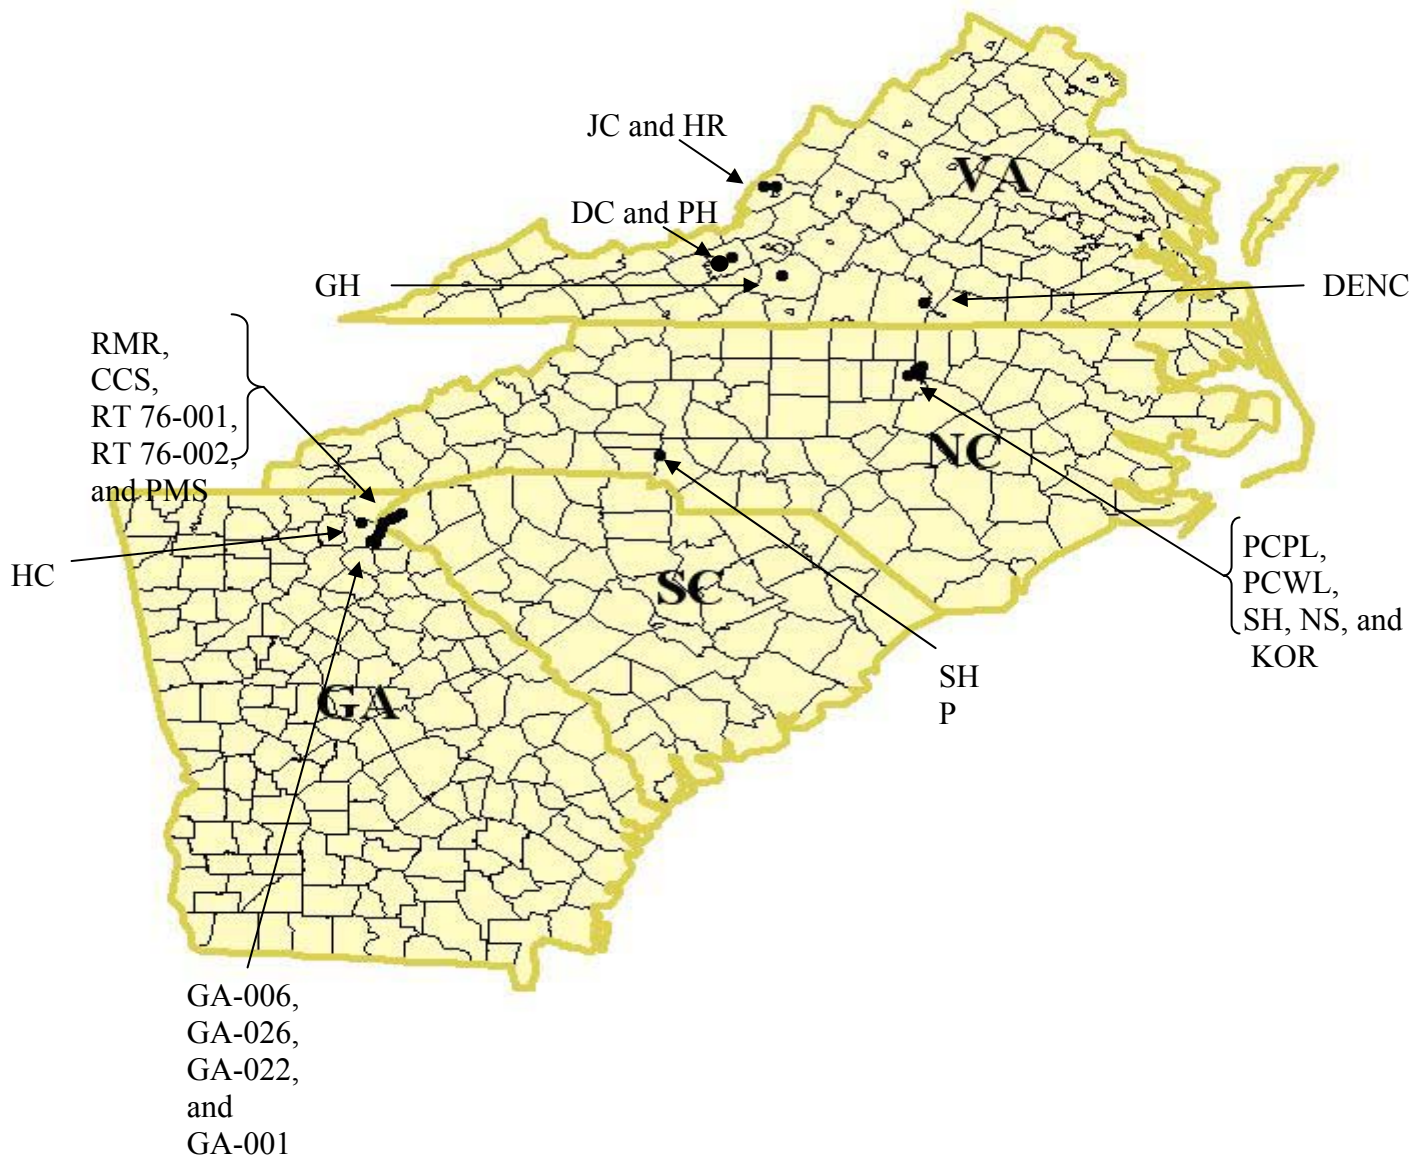 JC and HR
VA
DC and PH
GH
DENC
RMR,
CCS,
RT 76-001,
RT 76-002,
and PMS
NC
HC
SC
PCPL,
PCWL,
SH, NS, and
KOR
SH
P
GA
GA-006,
GA-026,
GA-022,
and
GA-001